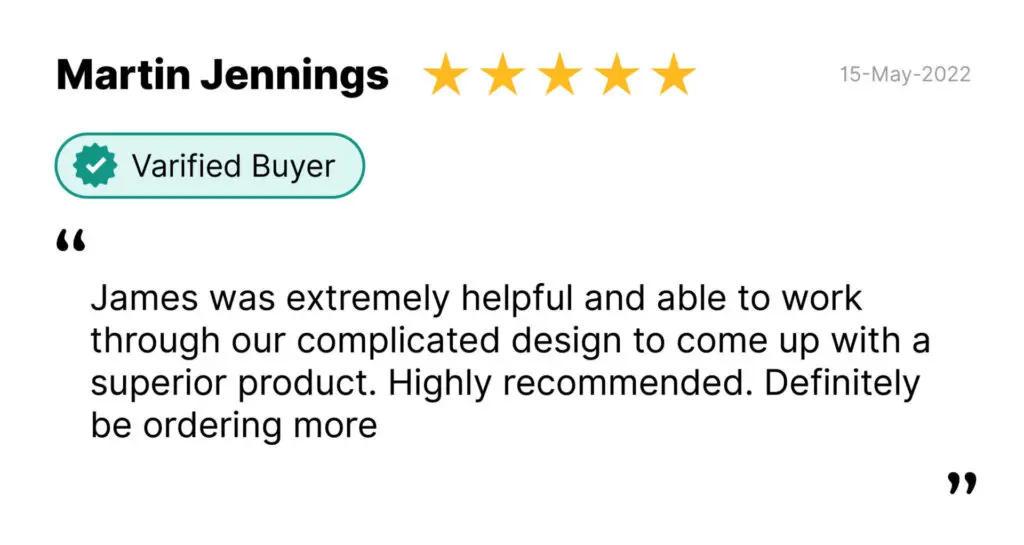 Martin Jennings 15-May-2022
Varified Buyer
“
James was extremely helpful and able to work
through our complicated design to come up with a
superior product. Highly recommended. Definitely
be ordering more
”